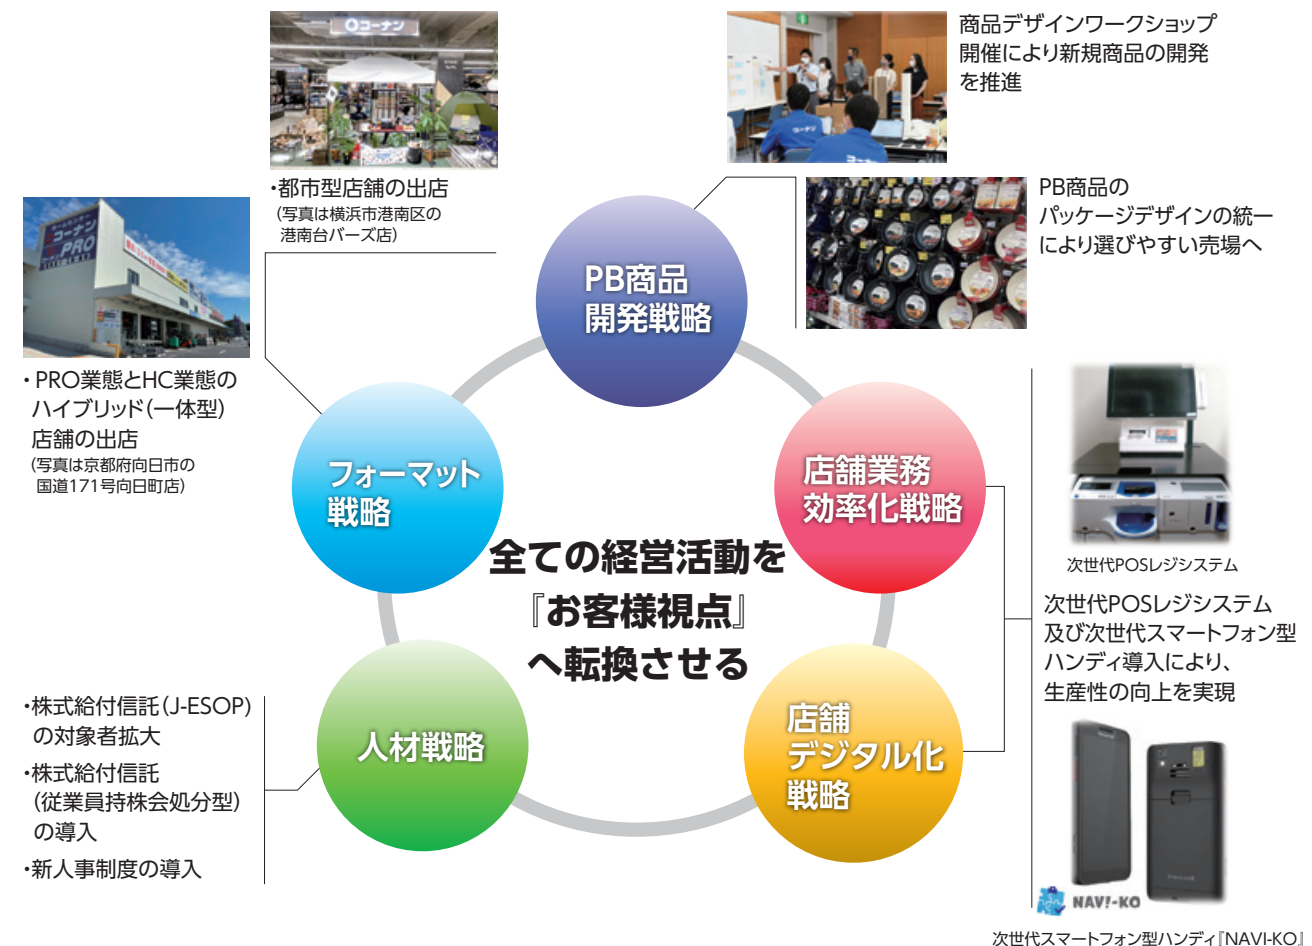 コーナン
・都市型店舗の出店
（写真は横浜市港南区の
港南台バーズ店）
コーナン
PRO
・PRO業態とHC業態の
ハイブリッド（一体型）
店舗の出店
（写真は京都府向日市の
国道171号向日町店）
商品デザインワークショップ
開催により新規商品の開発
を推進
コーナン
PB商品の
パッケージデザインの統一
により選びやすい売場へ
PB商品
開発戦略
フォーマット
戦略
店舗業務
効率化戦略
全ての経営活動を
『お客様視点』
へ転換させる
人材戦略
店舗
デジタル化
戦略
次世代POSレジシステム
次世代POSレジシステム
及び次世代スマートフォン型
ハンディ導入により、
生産性の向上を実現
・株式給付信託（J-ESOP）
の対象者拡大
・株式給付信託
（従業員持株会処分型）
の導入
・新人事制度の導入
NAV!-KO
次世代スマートフォン型ハンディ『NAVI-KO』